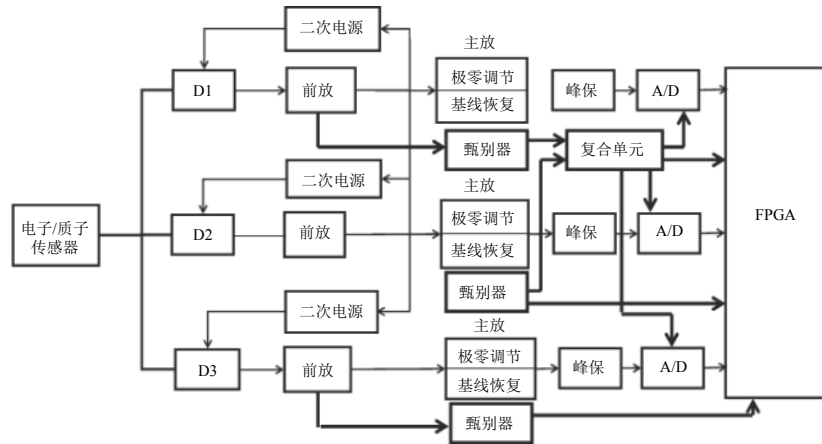 二次电源
主放
D1
前放
极零调节
基线恢复
峰保
A/D
甄别器
复合单元
二次电源
主放
电子/质子
传感器
D2
前放
极零调节
基线恢复
峰保
A/D
FPGA
甄别器
二次电源
主放
D3
前放
极零调节
基线恢复
峰保
A/D
甄别器